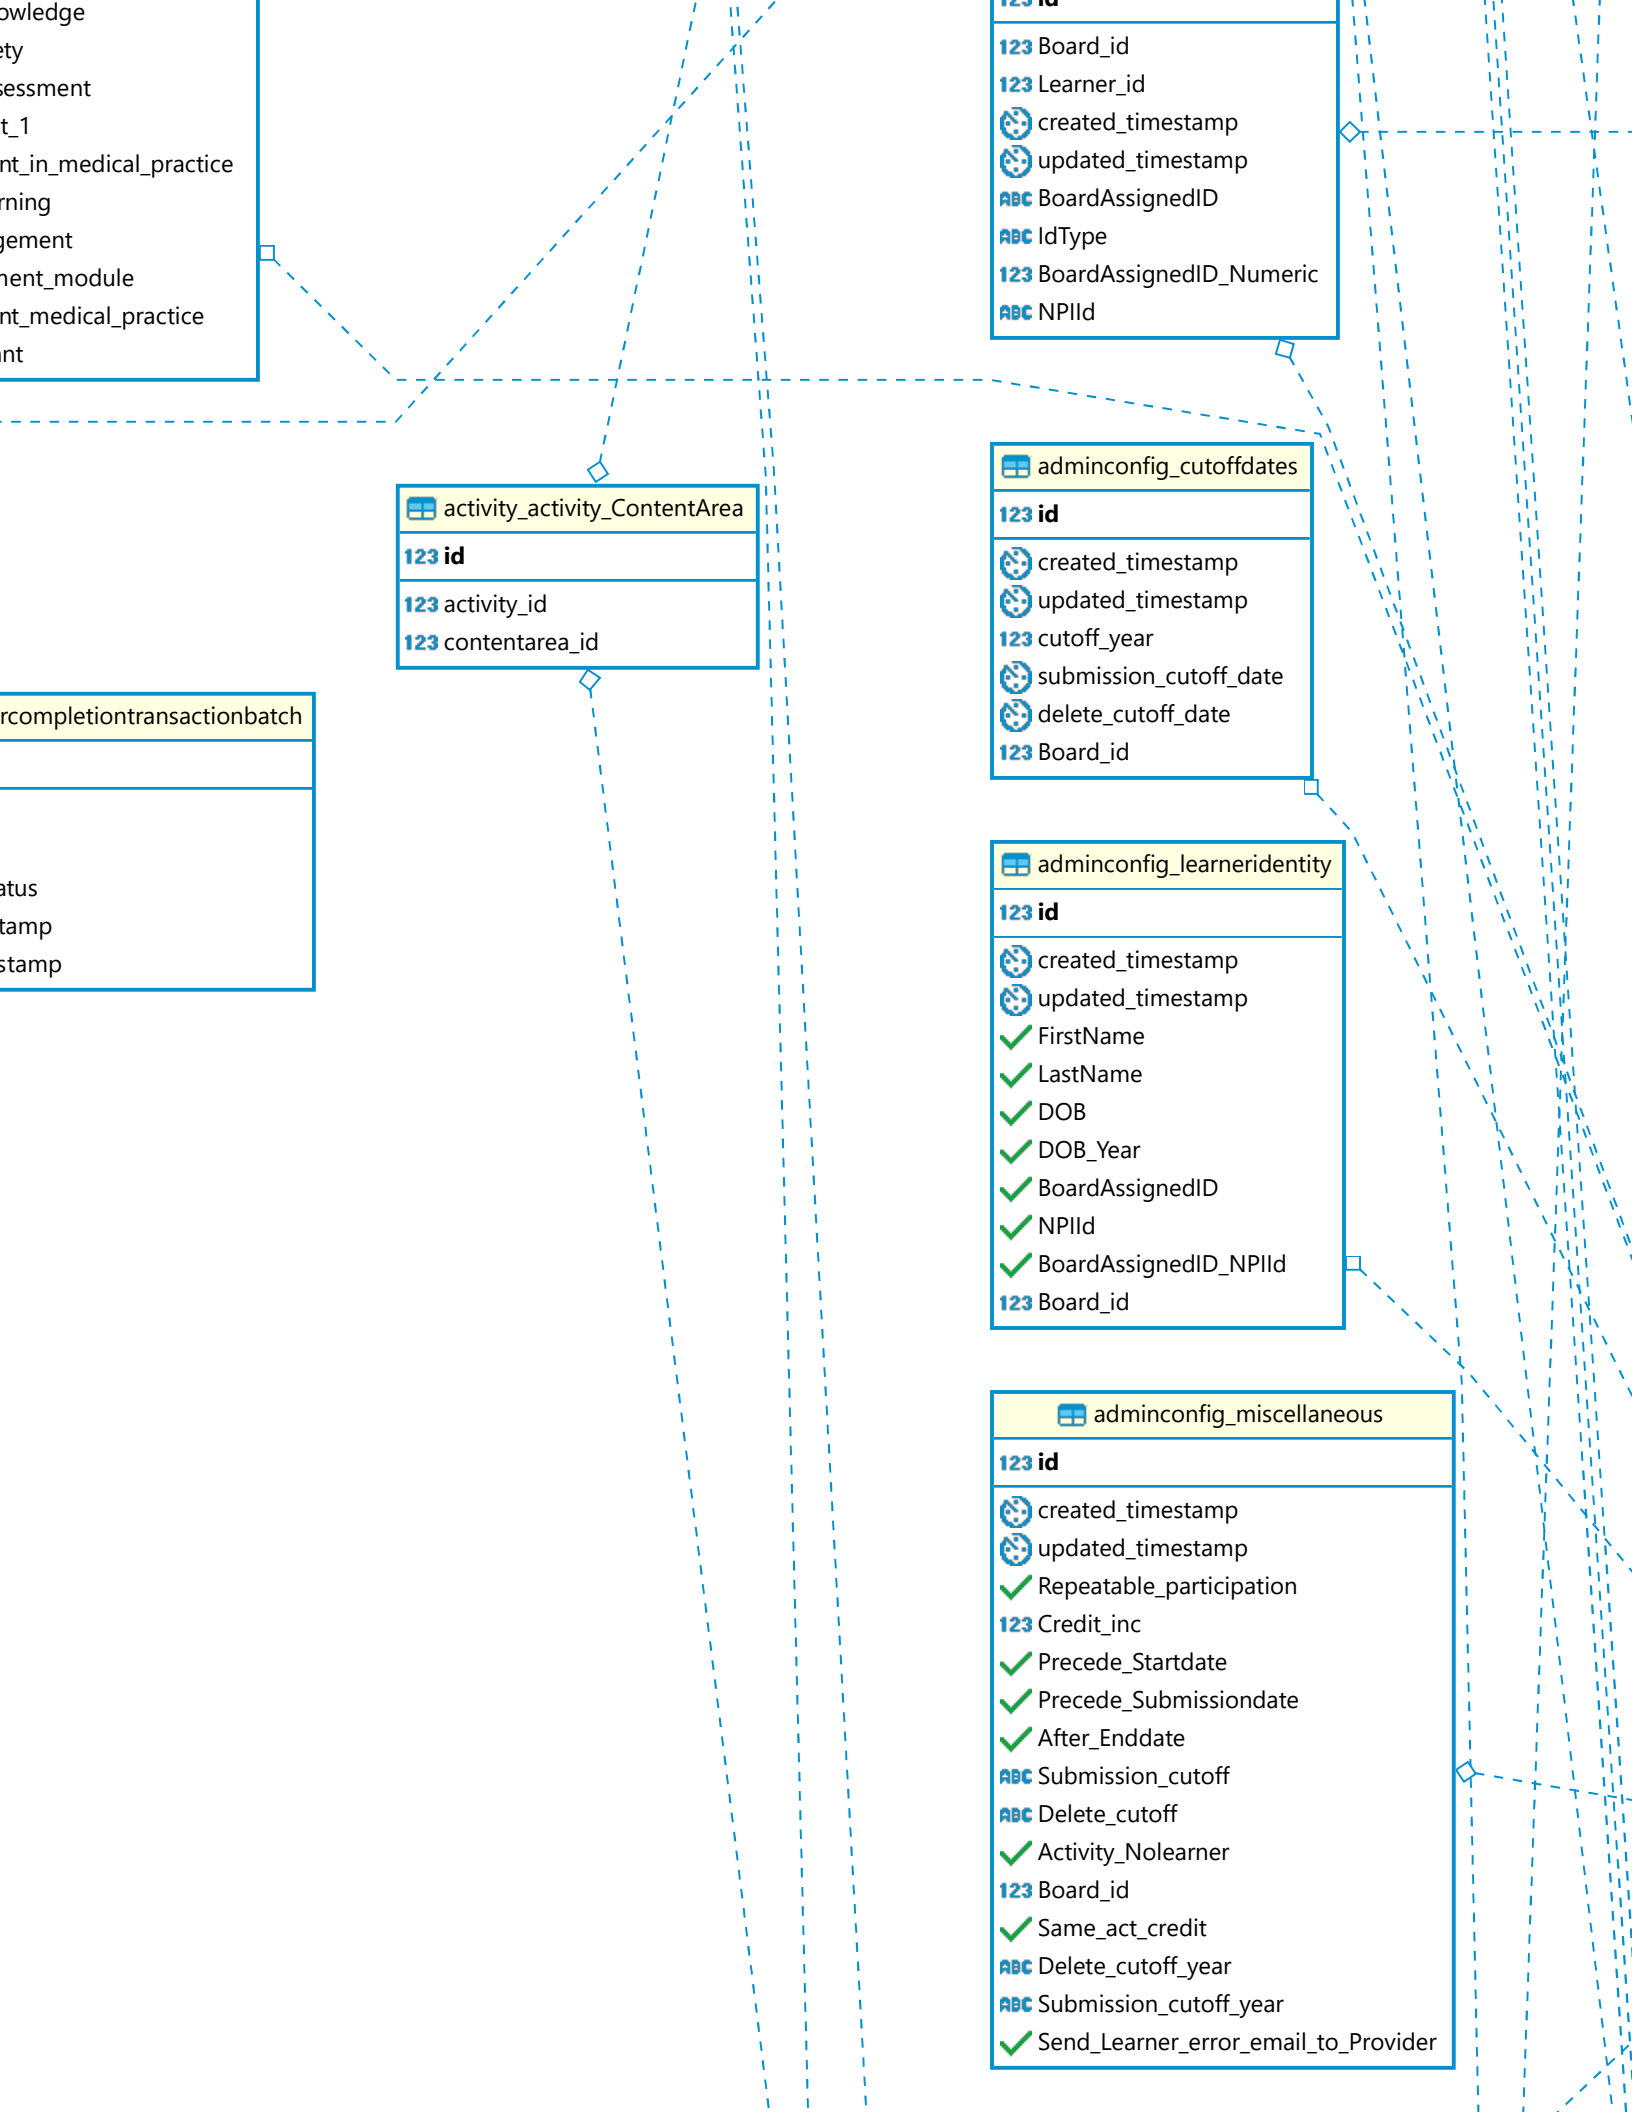 owledge
ety
sessment
t_1
nt_in_medical_practice
rning
gement
ment_module
nt_medical_practice
ant
rcompletiontransactionbatch
atus
tamp
stamp
activity_activity_ContentArea
123 id
123 activity_id
123 contentarea_id
123 id
123 Board_id
123 Learner_id
created_timestamp
updated_timestamp
ABC BoardAssignedID
ABC IdType
123 BoardAssignedID_Numeric
ABC NPIId
adminconfig_cutoffdates
123 id
created_timestamp
updated_timestamp
123 cutoff_year
submission_cutoff_date
delete_cutoff_date
123 Board_id
adminconfig_learneridentity
123 id
created_timestamp
updated_timestamp
FirstName
LastName
DOB
DOB_Year
BoardAssignedID
NPIId
BoardAssignedID_NPIId
123 Board_id
adminconfig_miscellaneous
123 id
created_timestamp
updated_timestamp
Repeatable_participation
123 Credit_inc
Precede_Startdate
Precede_Submissiondate
After_Enddate
ABC Submission_cutoff
ABC Delete_cutoff
Activity_Nolearner
123 Board_id
Same_act_credit
ABC Delete_cutoff_year
ABC Submission_cutoff_year
Send_Learner_error_email_to_Provider